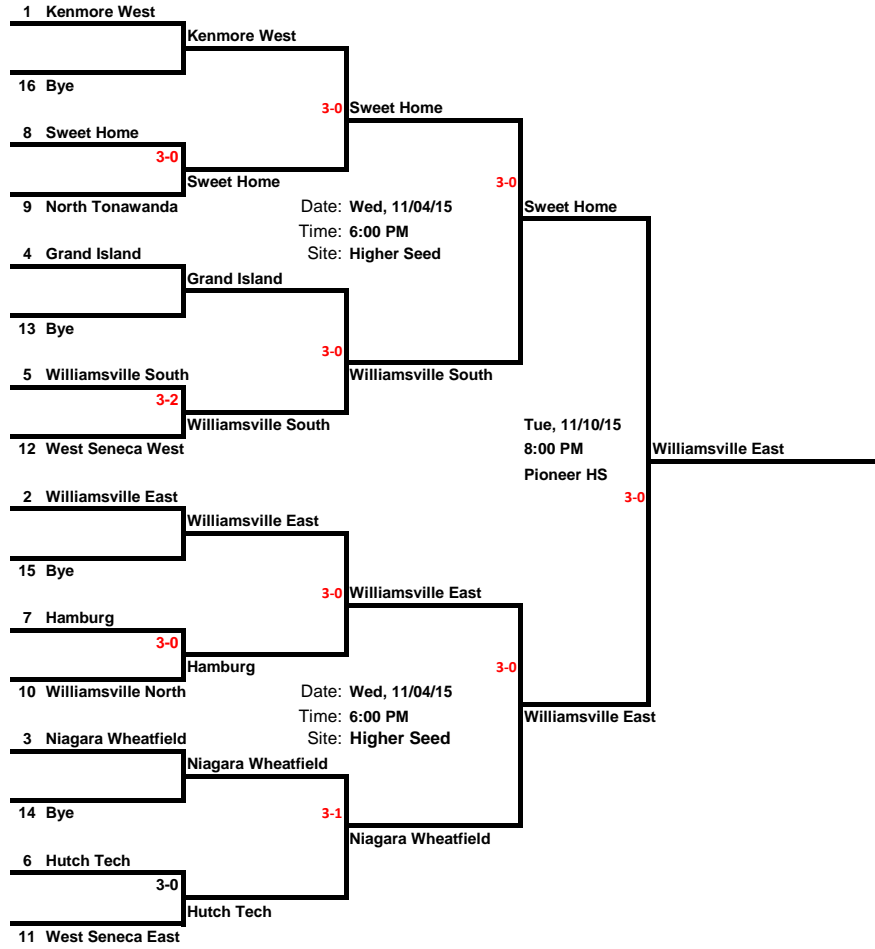 1 Kenmore West
Kenmore West
16 Bye
3-0 Sweet Home
8 Sweet Home
3-0
Sweet Home
3-0
9 North Tonawanda
Date: Wed, 11/04/15
Sweet Home
Time: 6:00 PM
4 Grand Island
Site: Higher Seed
Grand Island
13 Bye
3-0
5 Williamsville South
Williamsville South
3-2
Williamsville South
Tue, 11/10/15
12 West Seneca West
8:00 PM
Williamsville East
Pioneer HS
2 Williamsville East
3-0
Williamsville East
15 Bye
3-0 Williamsville East
7 Hamburg
3-0
Hamburg
3-0
10 Williamsville North
Date: Wed, 11/04/15
Time: 6:00 PM
Williamsville East
3 Niagara Wheatfield
Site: Higher Seed
Niagara Wheatfield
14 Bye
3-1
Niagara Wheatfield
6 Hutch Tech
3-0
Hutch Tech
11 West Seneca East